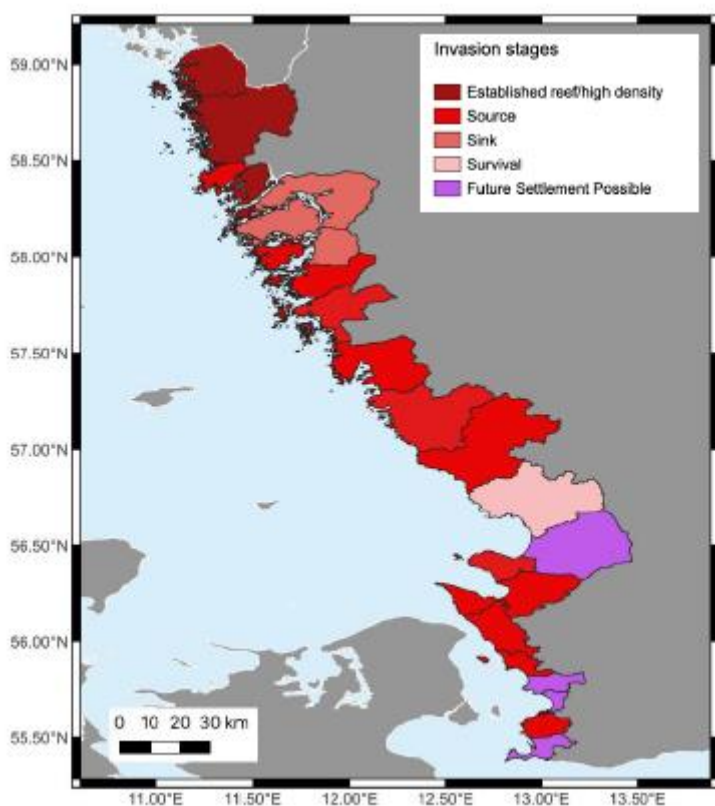 Invasion stages
Established reef/high density
Source
Sink
Survival
Future Settlement Possible
59.00°N
58.50°N
58.00°N
57.50°N
57.00°N
56.50°N
56.00°N
55.50°N
0 10 20 30 km
11.00°E 11.50°E 12.00°E 12.50°E 13.00°E 13.50°E